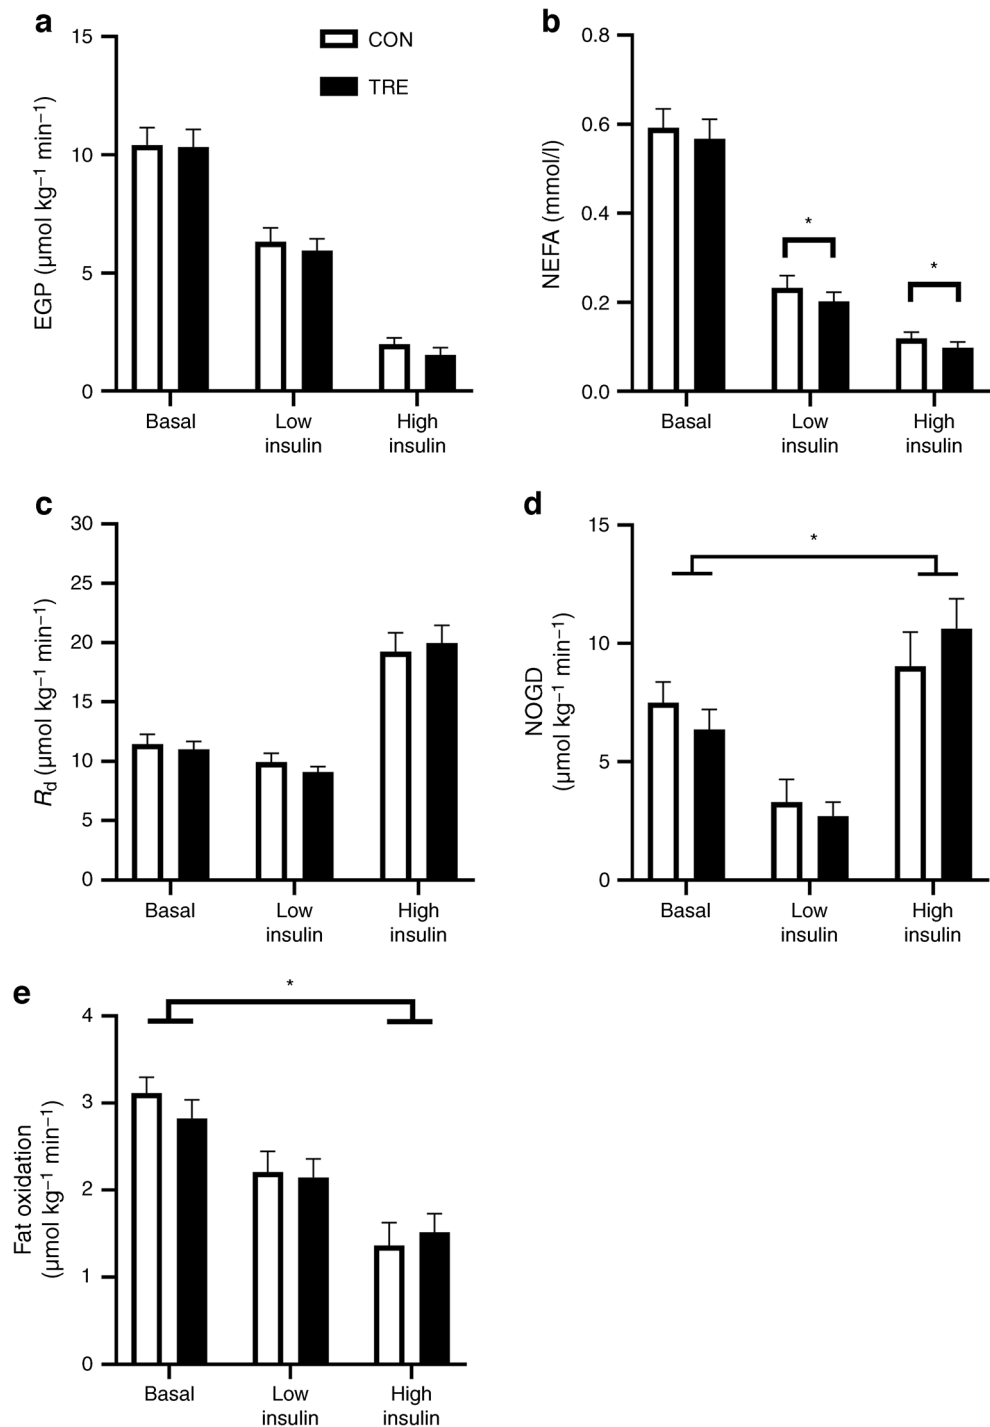 a
EGP (µmol kg⁻¹ min⁻¹)
15
10
5
0
CON
TRE
Basal
Low
insulin
High
insulin
b
NEFA (mmol/l)
0.8
0.6
0.4
0.2
0.0
*
*
Basal
Low
insulin
High
insulin
c
Rd (µmol kg⁻¹ min⁻¹)
30
25
20
15
10
5
0
Basal
Low
insulin
High
insulin
d
NOGD
(µmol kg⁻¹ min⁻¹)
15
10
5
0
*
Basal
Low
insulin
High
insulin
e
Fat oxidation
(µmol kg⁻¹ min⁻¹)
4
3
2
1
0
*
Basal
Low
insulin
High
insulin